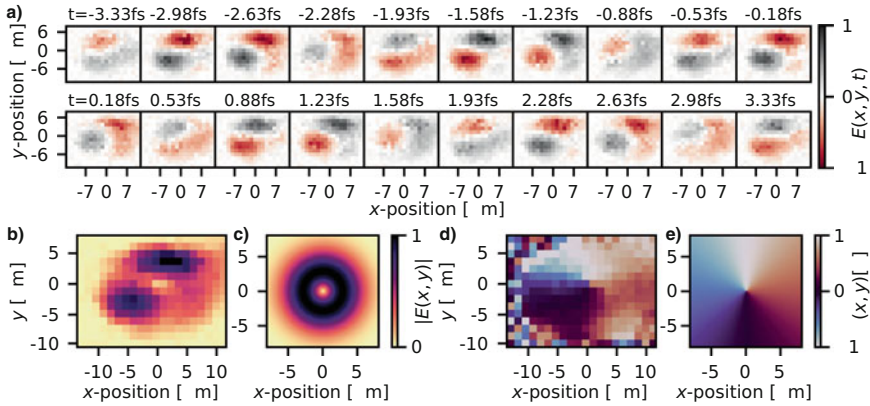 a) t=-3.33fs -2.98fs -2.63fs -2.28fs -1.93fs -1.58fs -1.23fs -0.88fs -0.53fs -0.18fs
6
0
-6
t=0.18fs 0.53fs 0.88fs 1.23fs 1.58fs 1.93fs 2.28fs 2.63fs 2.98fs 3.33fs
6
0
-6
y-position [ m]
-7 0 7 -7 0 7 -7 0 7 -7 0 7 -7 0 7 -7 0 7 -7 0 7 -7 0 7 -7 0 7 -7 0 7
x-position [ m]
1
0
1
E(x, y, t)
b)
5
0
-5
-10
y [ m]
-10 -5 0 5 10
x-position [ m]
c)
5
0
-5
-5 0 5
x-position [ m]
1
0
|E(x, y)|
d)
5
0
-5
-10
y [ m]
-10 -5 0 5 10
x-position [ m]
e)
5
0
-5
-5 0 5
x-position [ m]
1
0
1
(x, y)[ ]